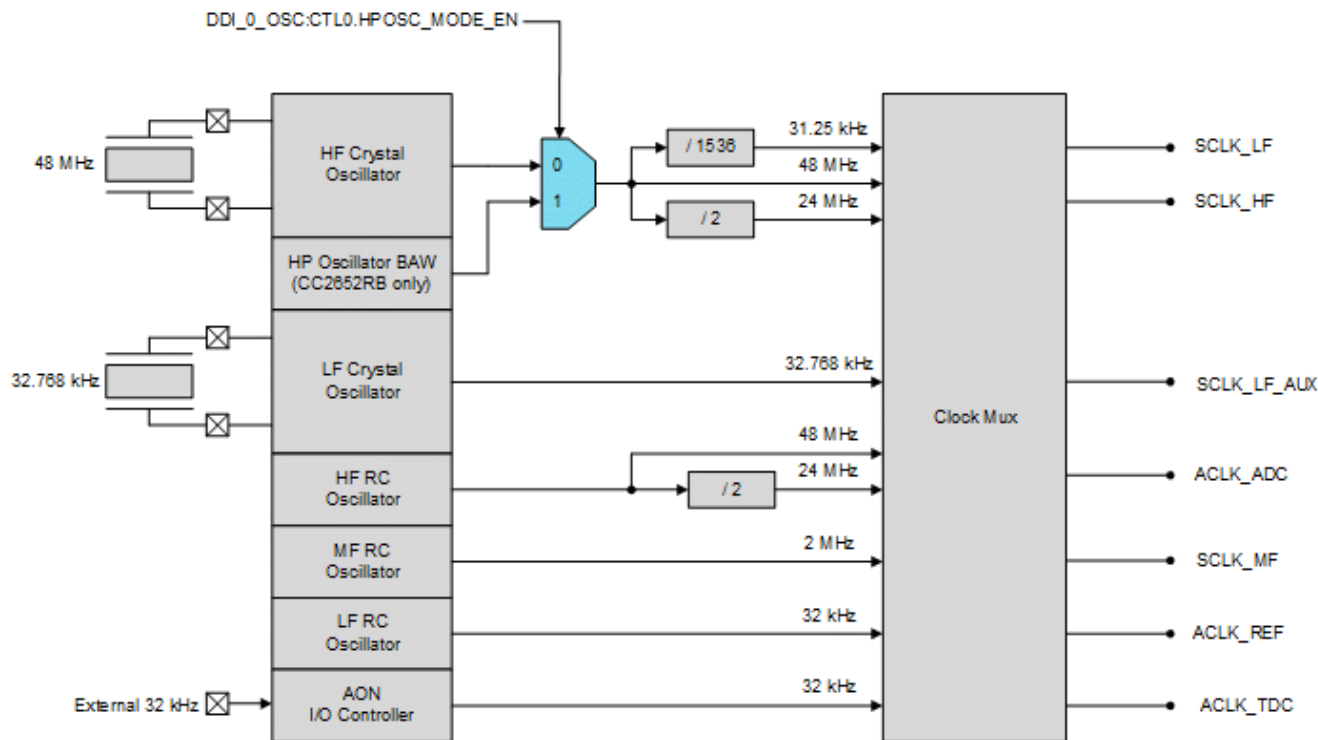 DDI_0_OSC:CTL0.HPOSC_MODE_EN
48 MHz
HF Crystal
Oscillator
0
1
/ 1536
31.25 kHz
48 MHz
/ 2
24 MHz
SCLK_LF
SCLK_HF
HP Oscillator BAW
(CC2652RB only)
32.768 kHz
LF Crystal
Oscillator
32.768 kHz
Clock Mux
SCLK_LF_AUX
HF RC
Oscillator
48 MHz
/ 2
24 MHz
ACLK_ADC
MF RC
Oscillator
2 MHz
SCLK_MF
LF RC
Oscillator
32 kHz
ACLK_REF
External 32 kHz
AON
I/O Controller
32 kHz
ACLK_TDC